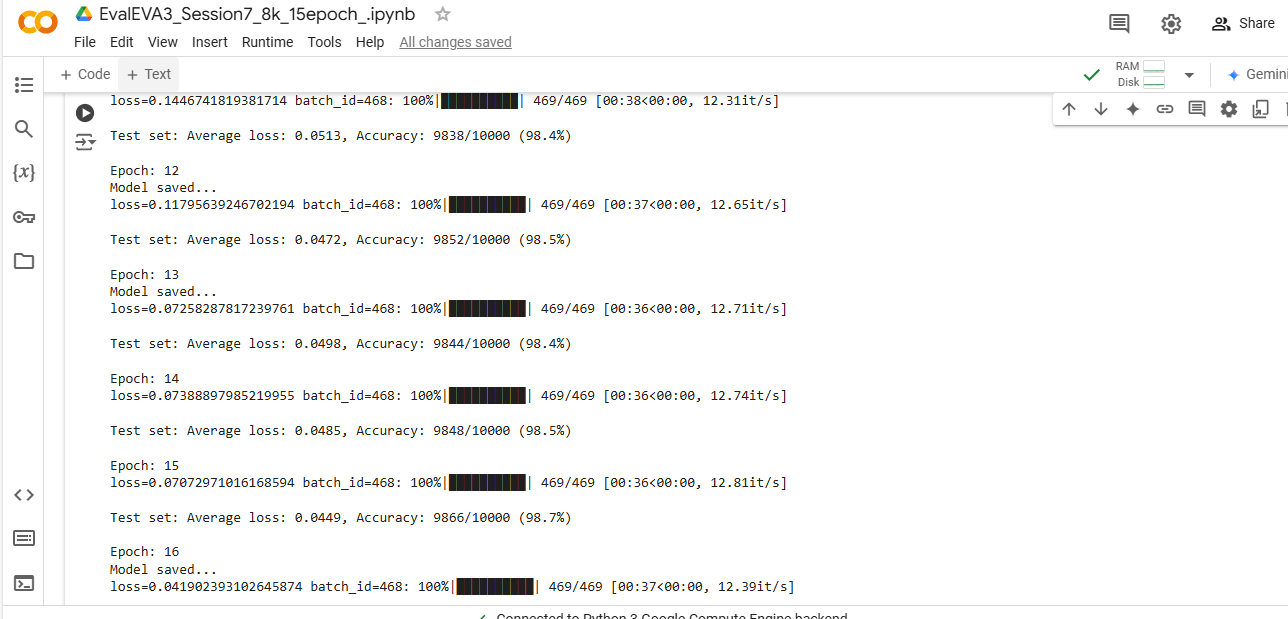 EvalEVA3_Session7_8k_15epoch_.ipynb
File Edit View Insert Runtime Tools Help All changes saved
Share
+ Code + Text
RAM
Disk
Gemini
loss=0.1446741819381714 batch_id=468: 100%|██████████| 469/469 [00:38<00:00, 12.31it/s]
Test set: Average loss: 0.0513, Accuracy: 9838/10000 (98.4%)
Epoch: 12
Model saved...
loss=0.11795639246702194 batch_id=468: 100%|██████████| 469/469 [00:37<00:00, 12.65it/s]
Test set: Average loss: 0.0472, Accuracy: 9852/10000 (98.5%)
Epoch: 13
Model saved...
loss=0.07258287817239761 batch_id=468: 100%|██████████| 469/469 [00:36<00:00, 12.71it/s]
Test set: Average loss: 0.0498, Accuracy: 9844/10000 (98.4%)
Epoch: 14
loss=0.07388897985219955 batch_id=468: 100%|██████████| 469/469 [00:36<00:00, 12.74it/s]
Test set: Average loss: 0.0485, Accuracy: 9848/10000 (98.5%)
Epoch: 15
loss=0.07072971016168594 batch_id=468: 100%|██████████| 469/469 [00:36<00:00, 12.81it/s]
Test set: Average loss: 0.0449, Accuracy: 9866/10000 (98.7%)
Epoch: 16
Model saved...
loss=0.041902393102645874 batch_id=468: 100%|██████████| 469/469 [00:37<00:00, 12.39it/s]
Connected to Python 3 Google Compute Engine backend